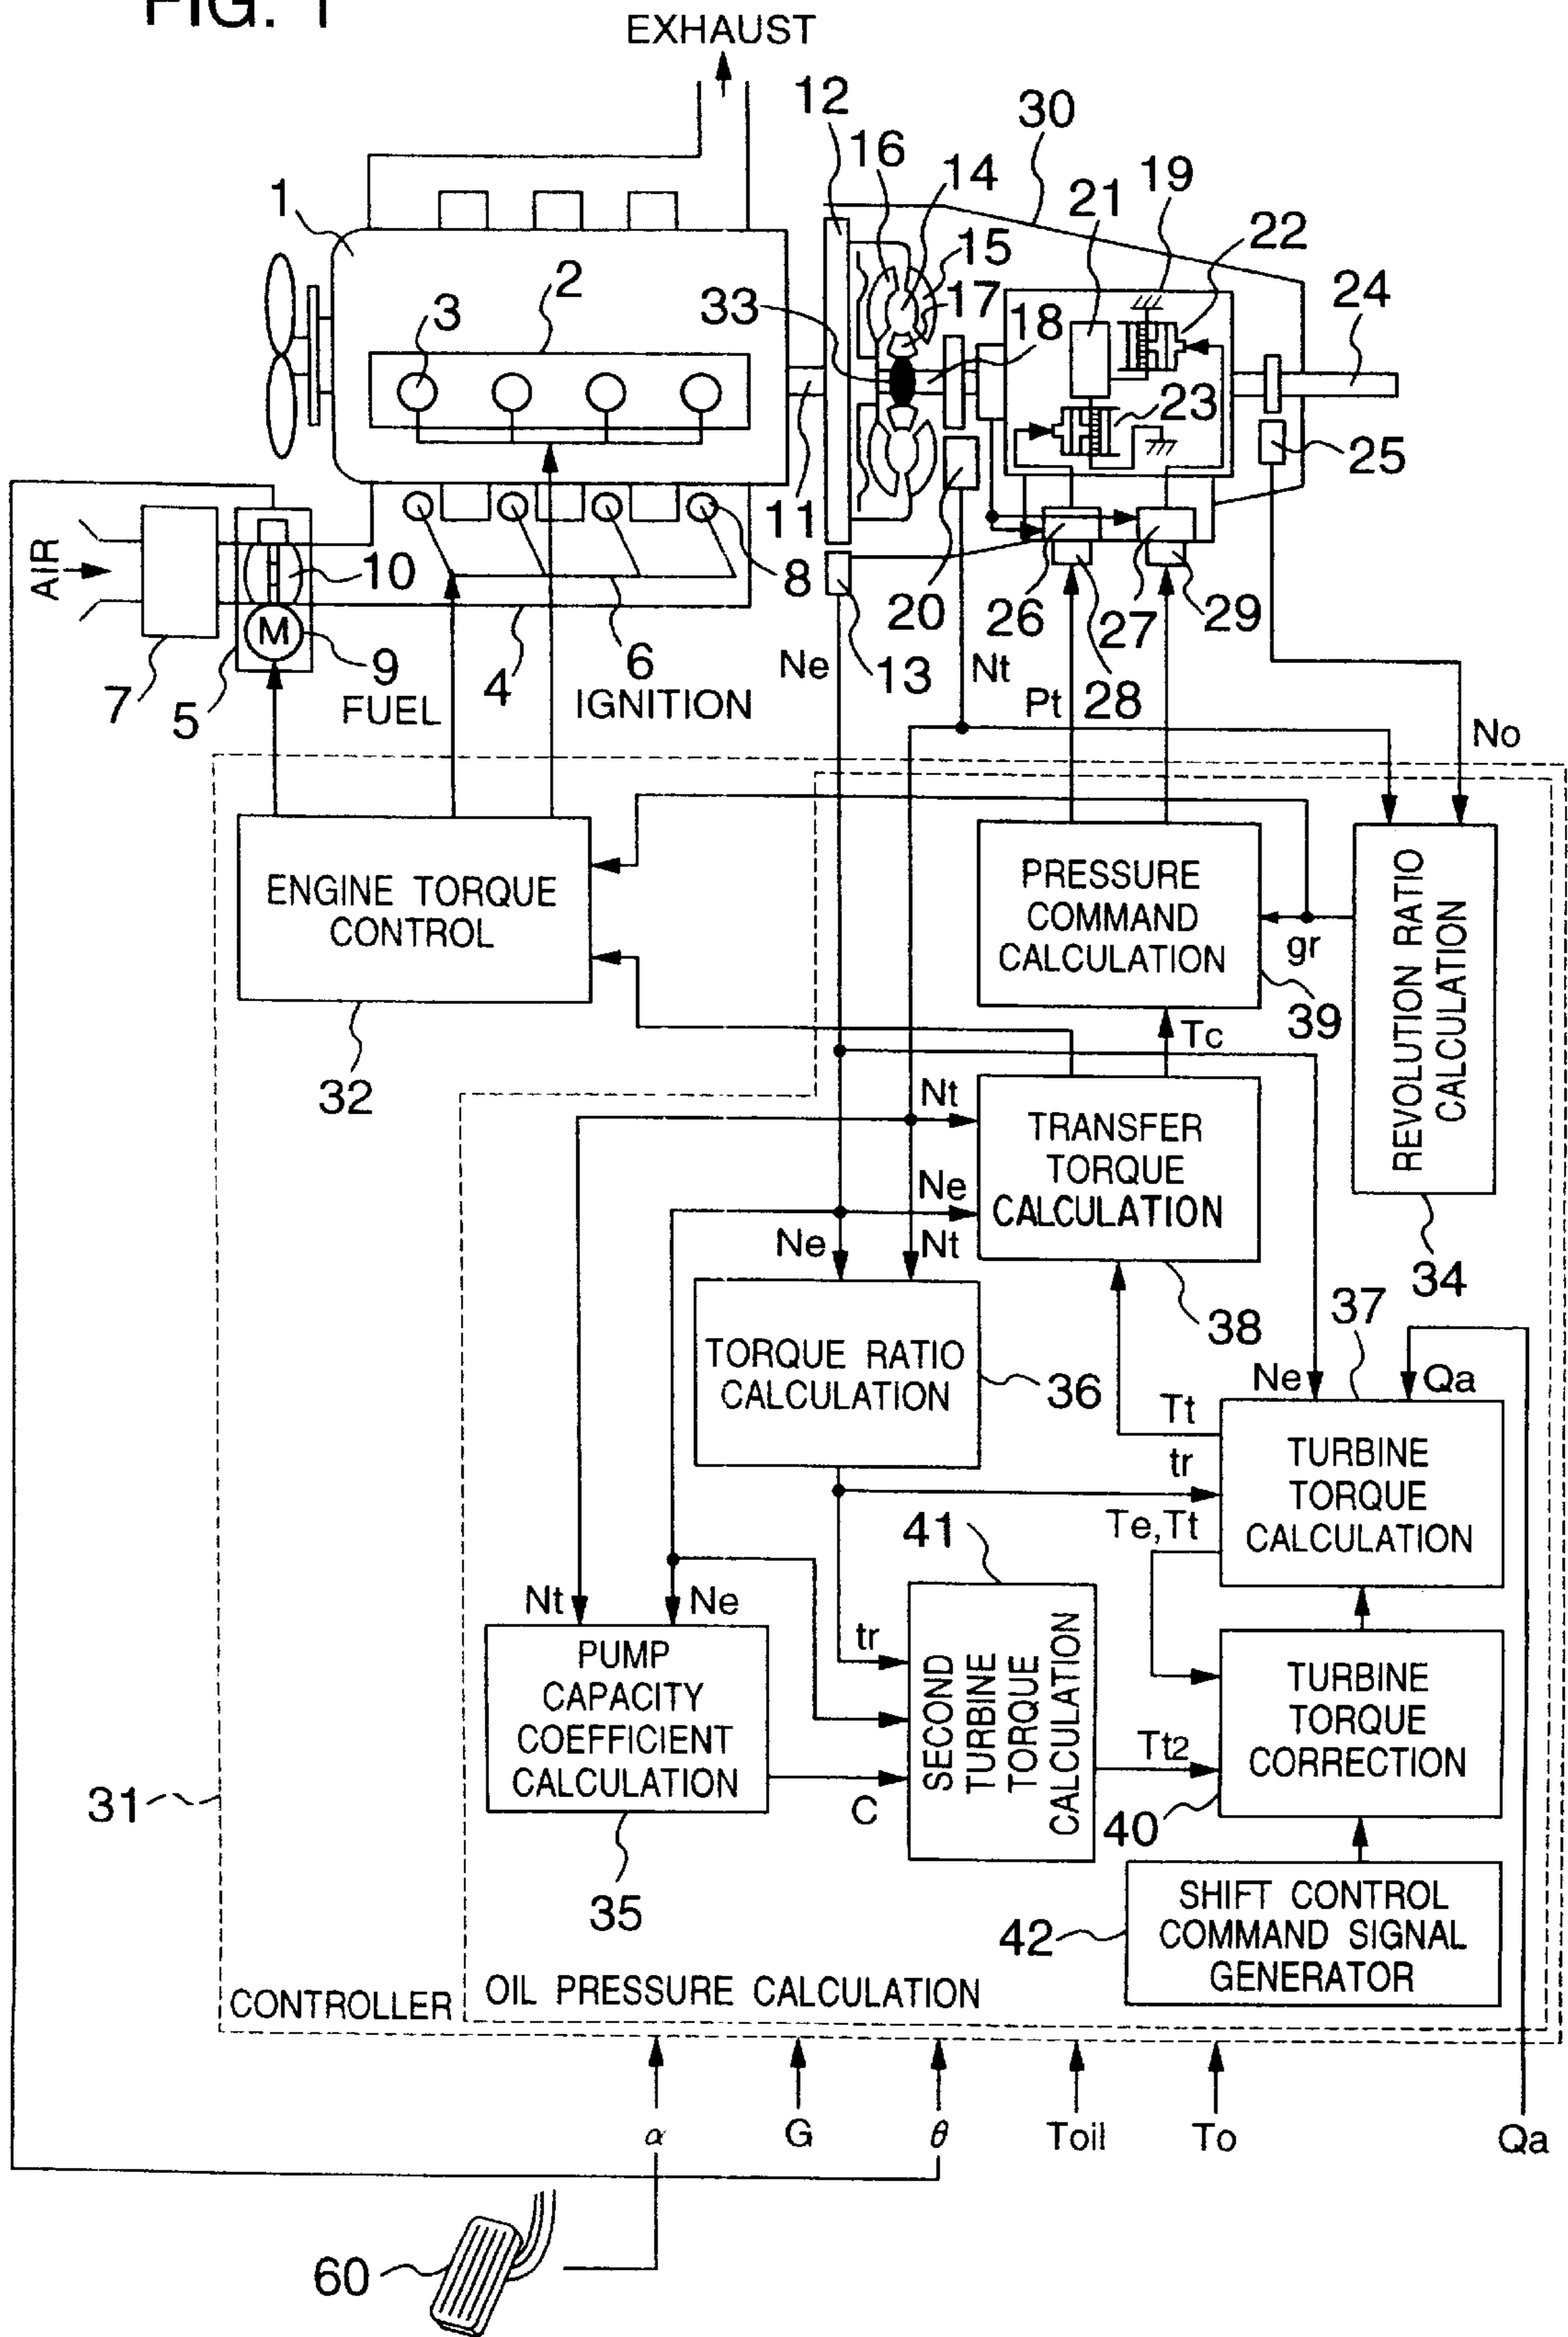 FIG. 1
EXHAUST
12
30
16
14
21
19
1
22
15
2
17
24
3
33
18
23
25
11
AIR
10
8
20
26
27
29
M
9
Ne
13
Nt
7
5
FUEL
4
6
IGNITION
Pt
28
No
ENGINE TORQUE
CONTROL
PRESSURE
COMMAND
CALCULATION
gr
REVOLUTION RATIO
CALCULATION
39
32
Tc
Nt
TRANSFER
TORQUE
CALCULATION
Ne
Ne
Nt
34
38
37
TORQUE RATIO
CALCULATION
36
Ne
Qa
Tt
tr
TURBINE
TORQUE
CALCULATION
Te,Tt
41
Nt
Ne
tr
PUMP
CAPACITY
COEFFICIENT
CALCULATION
SECOND
TURBINE
TORQUE
CALCULATION
TURBINE
TORQUE
CORRECTION
Tt2
C
31
40
35
42
SHIFT CONTROL
COMMAND SIGNAL
GENERATOR
CONTROLLER
OIL PRESSURE CALCULATION
α
G
θ
Toil
To
Qa
60